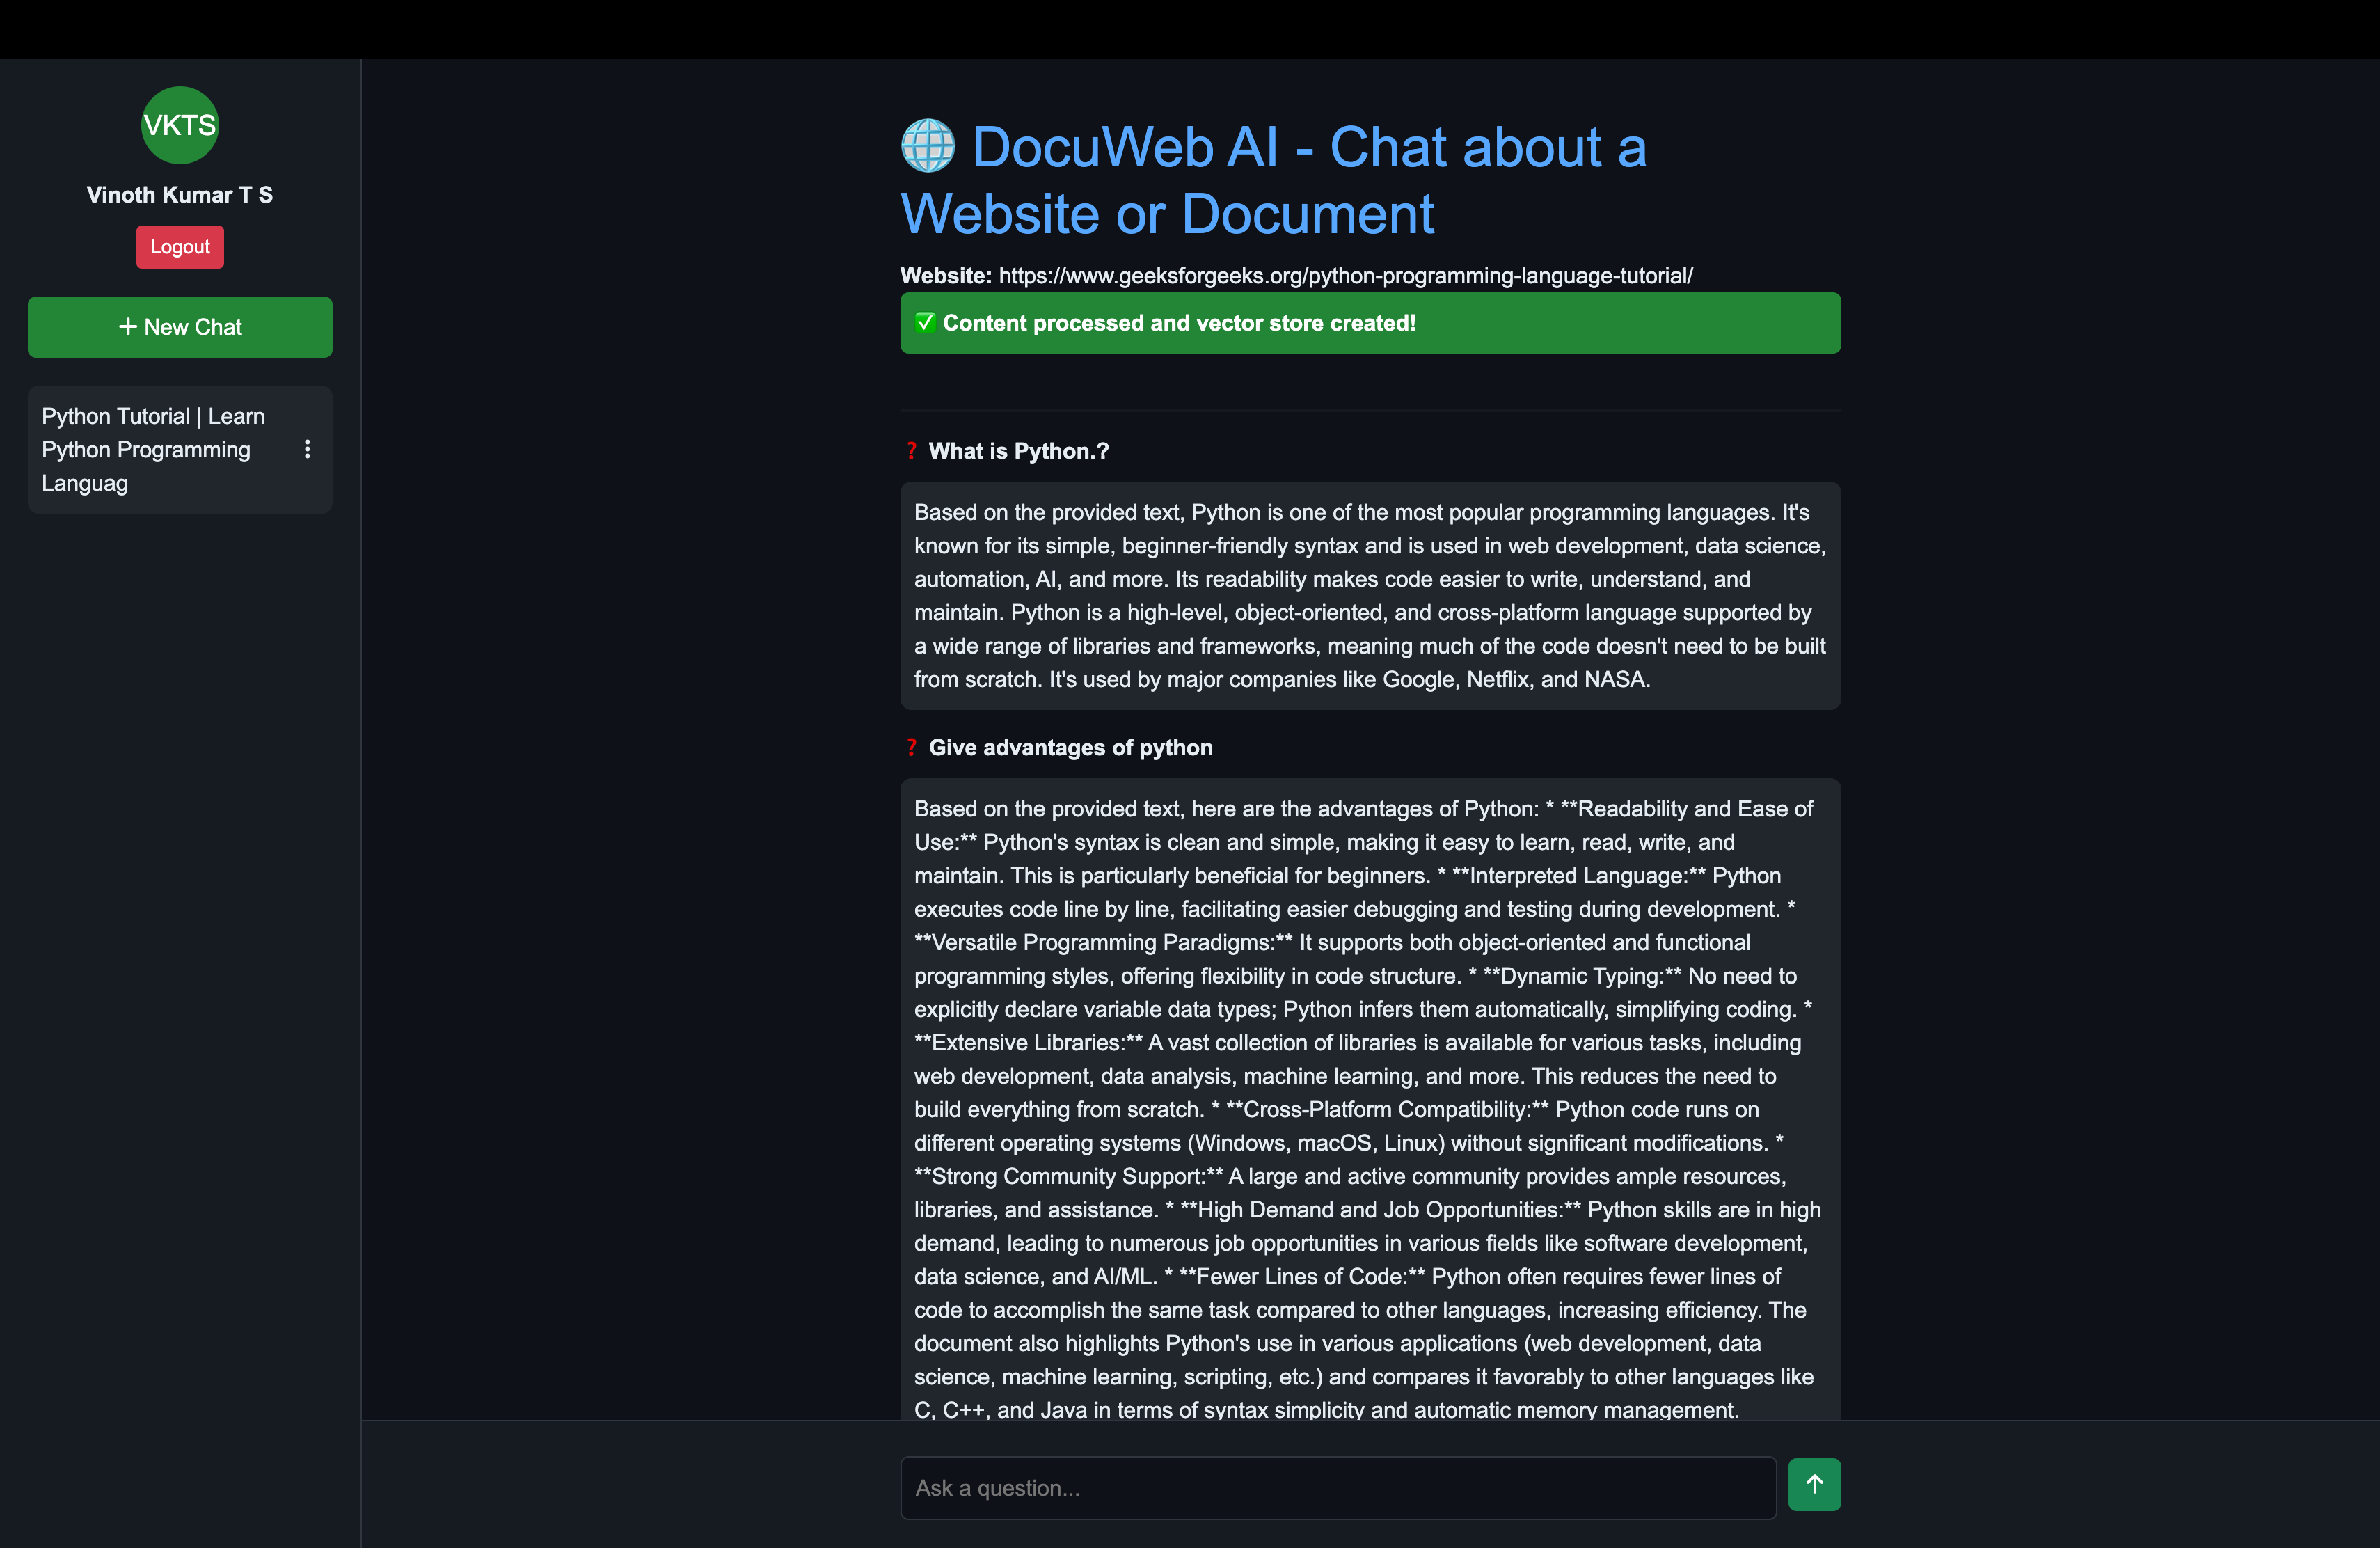 VKTS
Vinoth Kumar T S
Logout
+ New Chat
Python Tutorial | Learn
Python Programming
Languag
🌐 DocuWeb AI - Chat about a
Website or Document
Website: https://www.geeksforgeeks.org/python-programming-language-tutorial/
✅ Content processed and vector store created!
❓ What is Python.?
Based on the provided text, Python is one of the most popular programming languages. It's
known for its simple, beginner-friendly syntax and is used in web development, data science,
automation, AI, and more. Its readability makes code easier to write, understand, and
maintain. Python is a high-level, object-oriented, and cross-platform language supported by
a wide range of libraries and frameworks, meaning much of the code doesn't need to be built
from scratch. It's used by major companies like Google, Netflix, and NASA.
❓ Give advantages of python
Based on the provided text, here are the advantages of Python: * **Readability and Ease of
Use:** Python's syntax is clean and simple, making it easy to learn, read, write, and
maintain. This is particularly beneficial for beginners. * **Interpreted Language:** Python
executes code line by line, facilitating easier debugging and testing during development. *
**Versatile Programming Paradigms:** It supports both object-oriented and functional
programming styles, offering flexibility in code structure. * **Dynamic Typing:** No need to
explicitly declare variable data types; Python infers them automatically, simplifying coding. *
**Extensive Libraries:** A vast collection of libraries is available for various tasks, including
web development, data analysis, machine learning, and more. This reduces the need to
build everything from scratch. * **Cross-Platform Compatibility:** Python code runs on
different operating systems (Windows, macOS, Linux) without significant modifications. *
**Strong Community Support:** A large and active community provides ample resources,
libraries, and assistance. * **High Demand and Job Opportunities:** Python skills are in high
demand, leading to numerous job opportunities in various fields like software development,
data science, and AI/ML. * **Fewer Lines of Code:** Python often requires fewer lines of
code to accomplish the same task compared to other languages, increasing efficiency. The
document also highlights Python's use in various applications (web development, data
science, machine learning, scripting, etc.) and compares it favorably to other languages like
C, C++, and Java in terms of syntax simplicity and automatic memory management.
Ask a question...